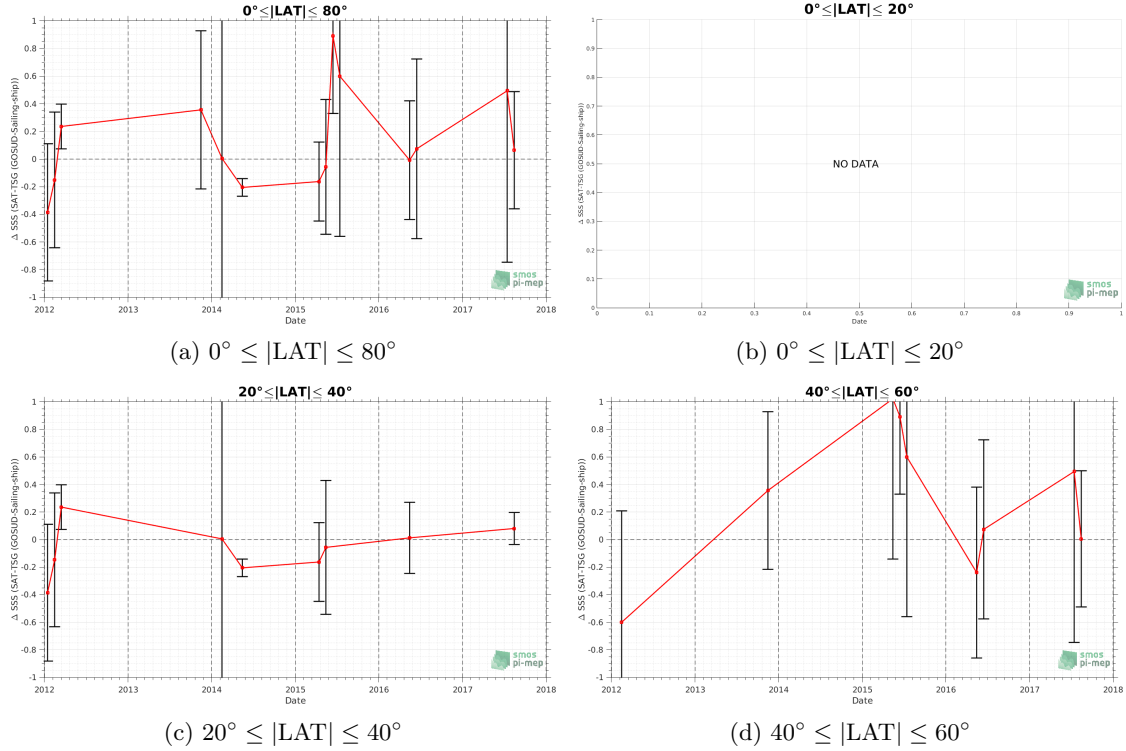 0°≤|LAT|≤ 80°
1
0.8
0.6
0.4
0.2
0
-0.2
-0.4
-0.6
-0.8
-1
Δ SSS (SAT-TSG (GOSUD-Sailing-ship))
2012 2013 2014 2015 2016 2017 2018
Date
smos
pi-mep
(a) 0° ≤ |LAT| ≤ 80°
0°≤|LAT|≤ 20°
1
0.9
0.8
0.7
0.6
0.5
0.4
0.3
0.2
0.1
0
Δ SSS (SAT-TSG (GOSUD-Sailing-ship))
NO DATA
0 0.1 0.2 0.3 0.4 0.5 0.6 0.7 0.8 0.9 1
Date
smos
pi-mep
(b) 0° ≤ |LAT| ≤ 20°
20°≤|LAT|≤ 40°
1
0.8
0.6
0.4
0.2
0
-0.2
-0.4
-0.6
-0.8
-1
Δ SSS (SAT-TSG (GOSUD-Sailing-ship))
2012 2013 2014 2015 2016 2017 2018
Date
smos
pi-mep
(c) 20° ≤ |LAT| ≤ 40°
40°≤|LAT|≤ 60°
1
0.8
0.6
0.4
0.2
0
-0.2
-0.4
-0.6
-0.8
-1
Δ SSS (SAT-TSG (GOSUD-Sailing-ship))
2012 2013 2014 2015 2016 2017 2018
Date
smos
pi-mep
(d) 40° ≤ |LAT| ≤ 60°